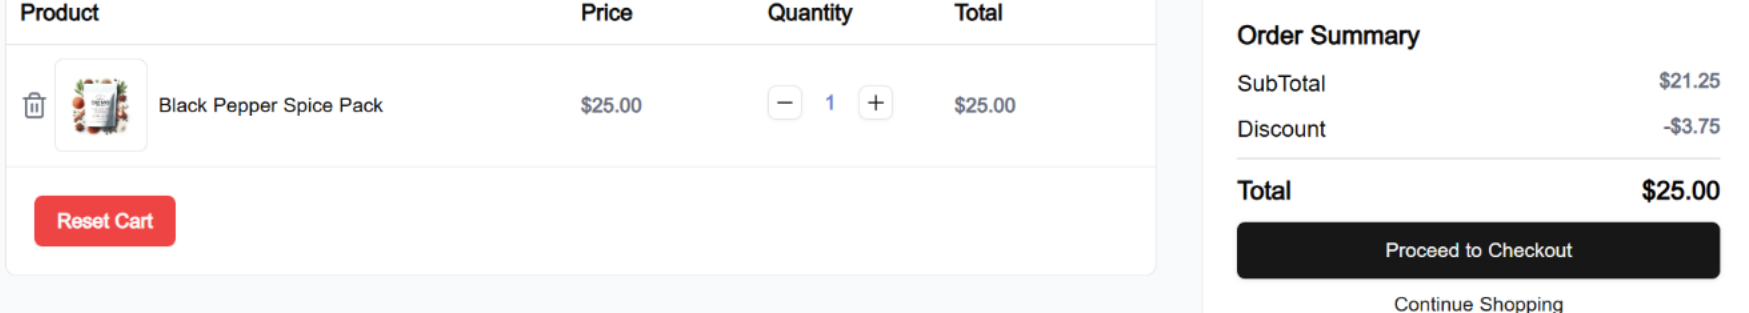 Product Price Quantity Total
Black Pepper Spice Pack $25.00 1 $25.00
Reset Cart
Order Summary
SubTotal $21.25
Discount -$3.75
Total $25.00
Proceed to Checkout
Continue Shopping